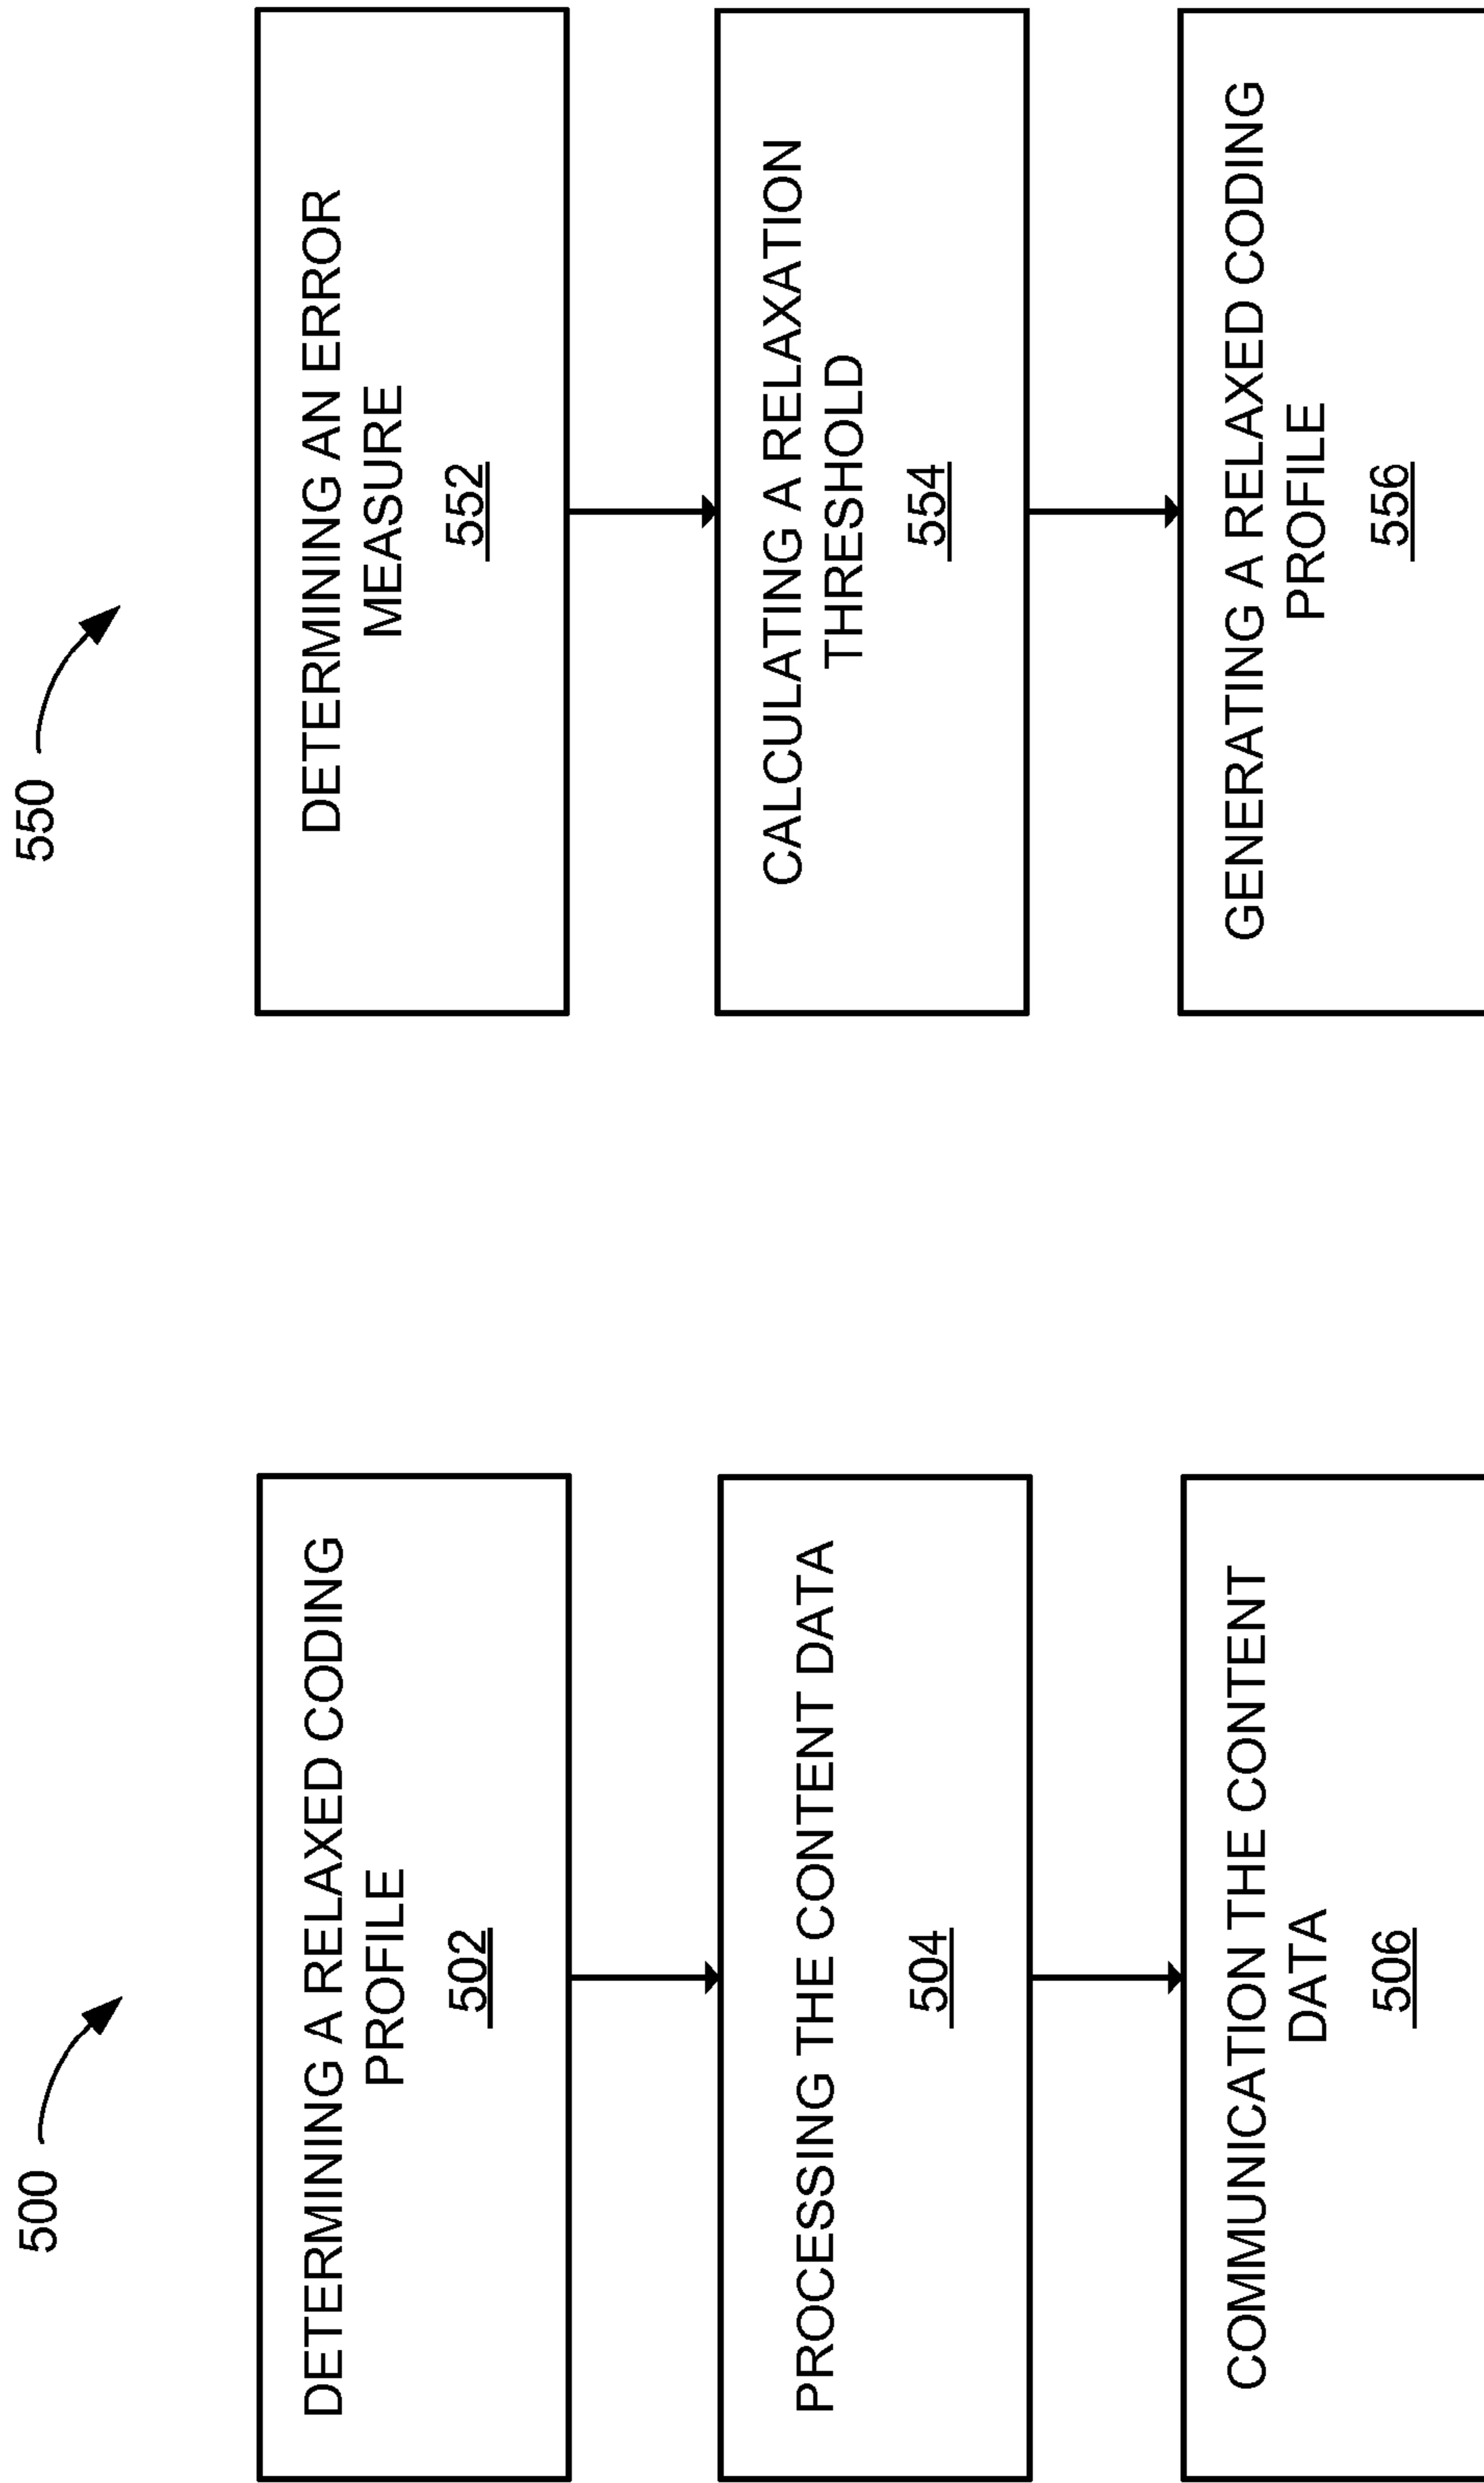 500
DETERMINING A RELAXED CODING
PROFILE
502
PROCESSING THE CONTENT DATA
504
COMMUNICATION THE CONTENT
DATA
506
550
DETERMINING AN ERROR
MEASURE
552
CALCULATING A RELAXATION
THRESHOLD
554
GENERATING A RELAXED CODING
PROFILE
556